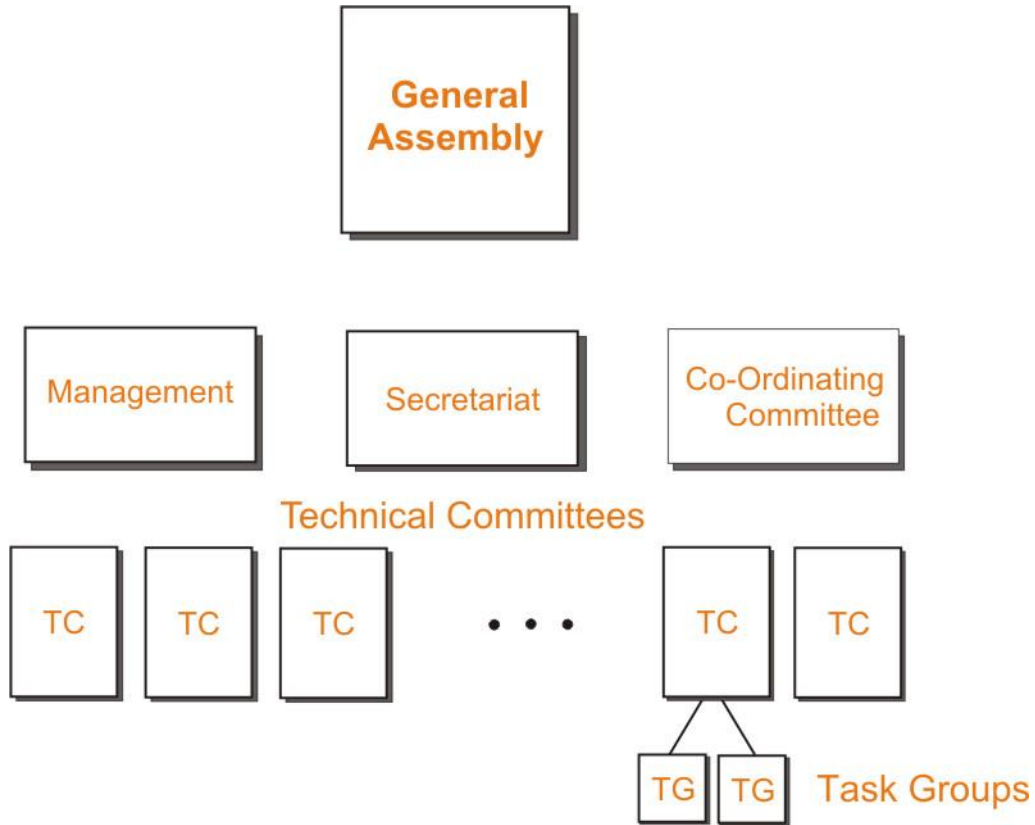 General
Assembly
Management
Secretariat
Co-Ordinating
Committee
Technical Committees
TC
TC
TC
TC
TC
TG
TG
Task Groups